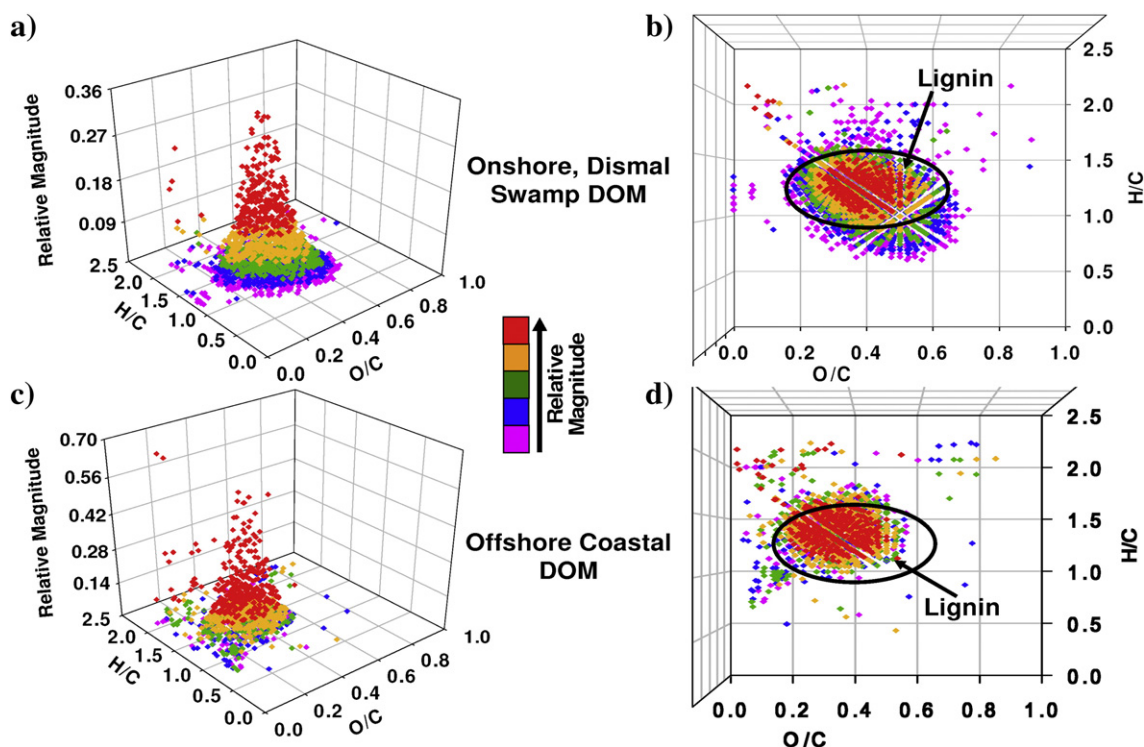 a)
0.36
0.27
0.18
0.09
Relative Magnitude
2.5
2.0
1.5
1.0
0.5
0.0
H/C
0.0
0.2
0.4
0.6
0.8
1.0
O/C
Onshore, Dismal
Swamp DOM
b)
Lignin
2.5
2.0
1.5
1.0
0.5
0.0
H/C
0.0
0.2
0.4
0.6
0.8
1.0
O/C
Relative
Magnitude
c)
0.70
0.56
0.42
0.28
0.14
Relative Magnitude
2.5
2.0
1.5
1.0
0.5
0.0
H/C
0.0
0.2
0.4
0.6
0.8
1.0
O/C
Offshore Coastal
DOM
d)
Lignin
2.5
2.0
1.5
1.0
0.5
0.0
H/C
0.0
0.2
0.4
0.6
0.8
1.0
O/C